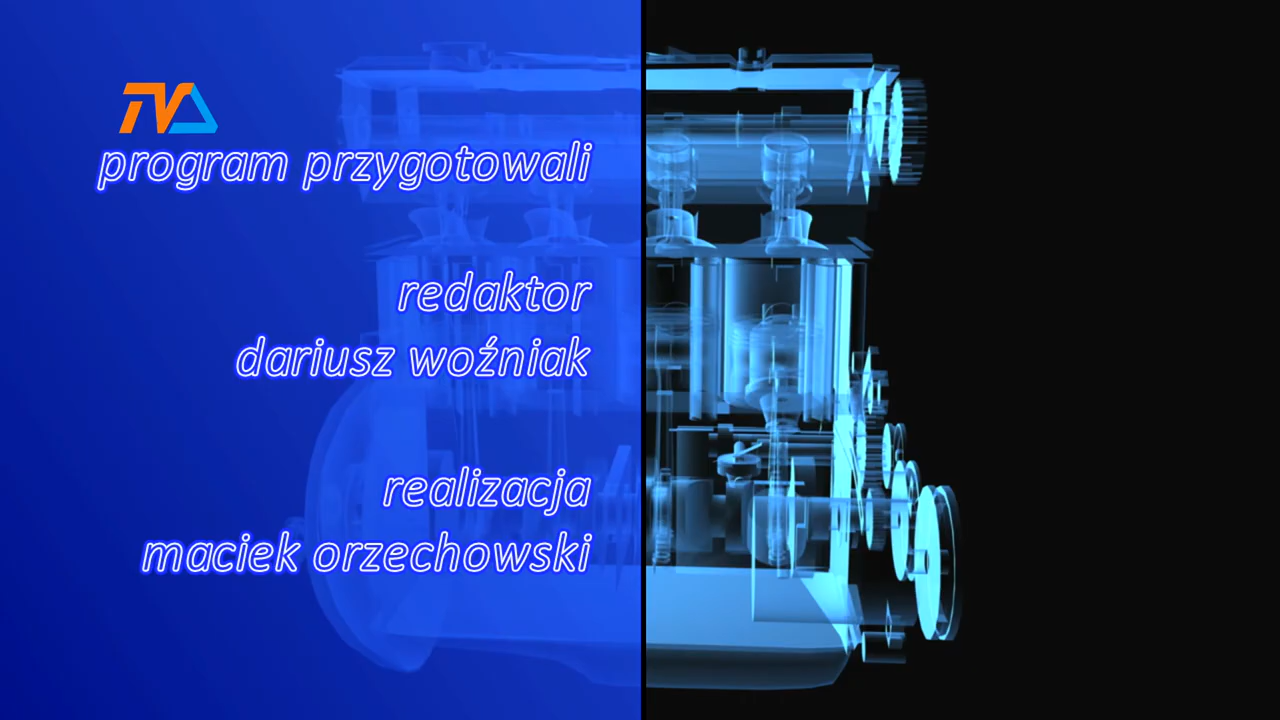 TVA
program przygotowali
redaktor
dariusz woźniak
realizacja
maciek orzechowski